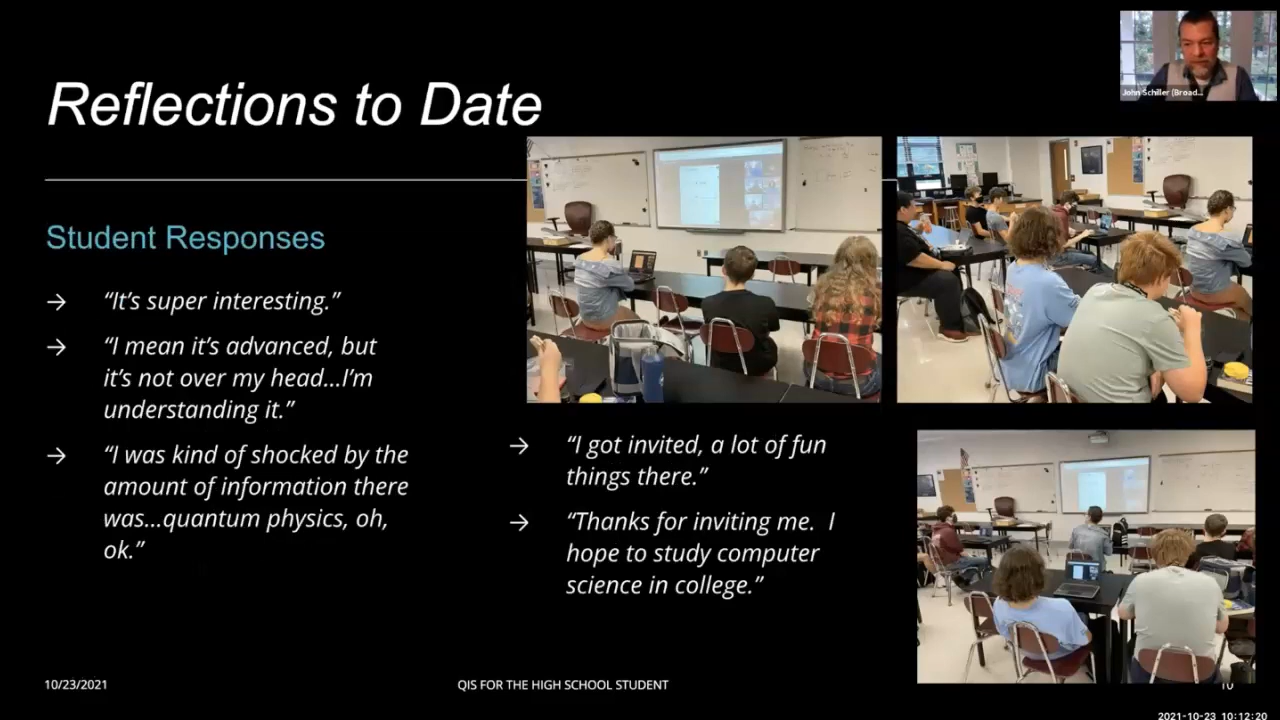 John Schiller (Broad...
Reflections to Date
Student Responses
→ “It’s super interesting.”
→ “I mean it’s advanced, but
it’s not over my head...I’m
understanding it.”
→ “I was kind of shocked by the
amount of information there
was...quantum physics, oh,
ok.”
→ “I got invited, a lot of fun
things there.”
→ “Thanks for inviting me. I
hope to study computer
science in college.”
10/23/2021
QIS FOR THE HIGH SCHOOL STUDENT
10
2021-10-23 10:12:20